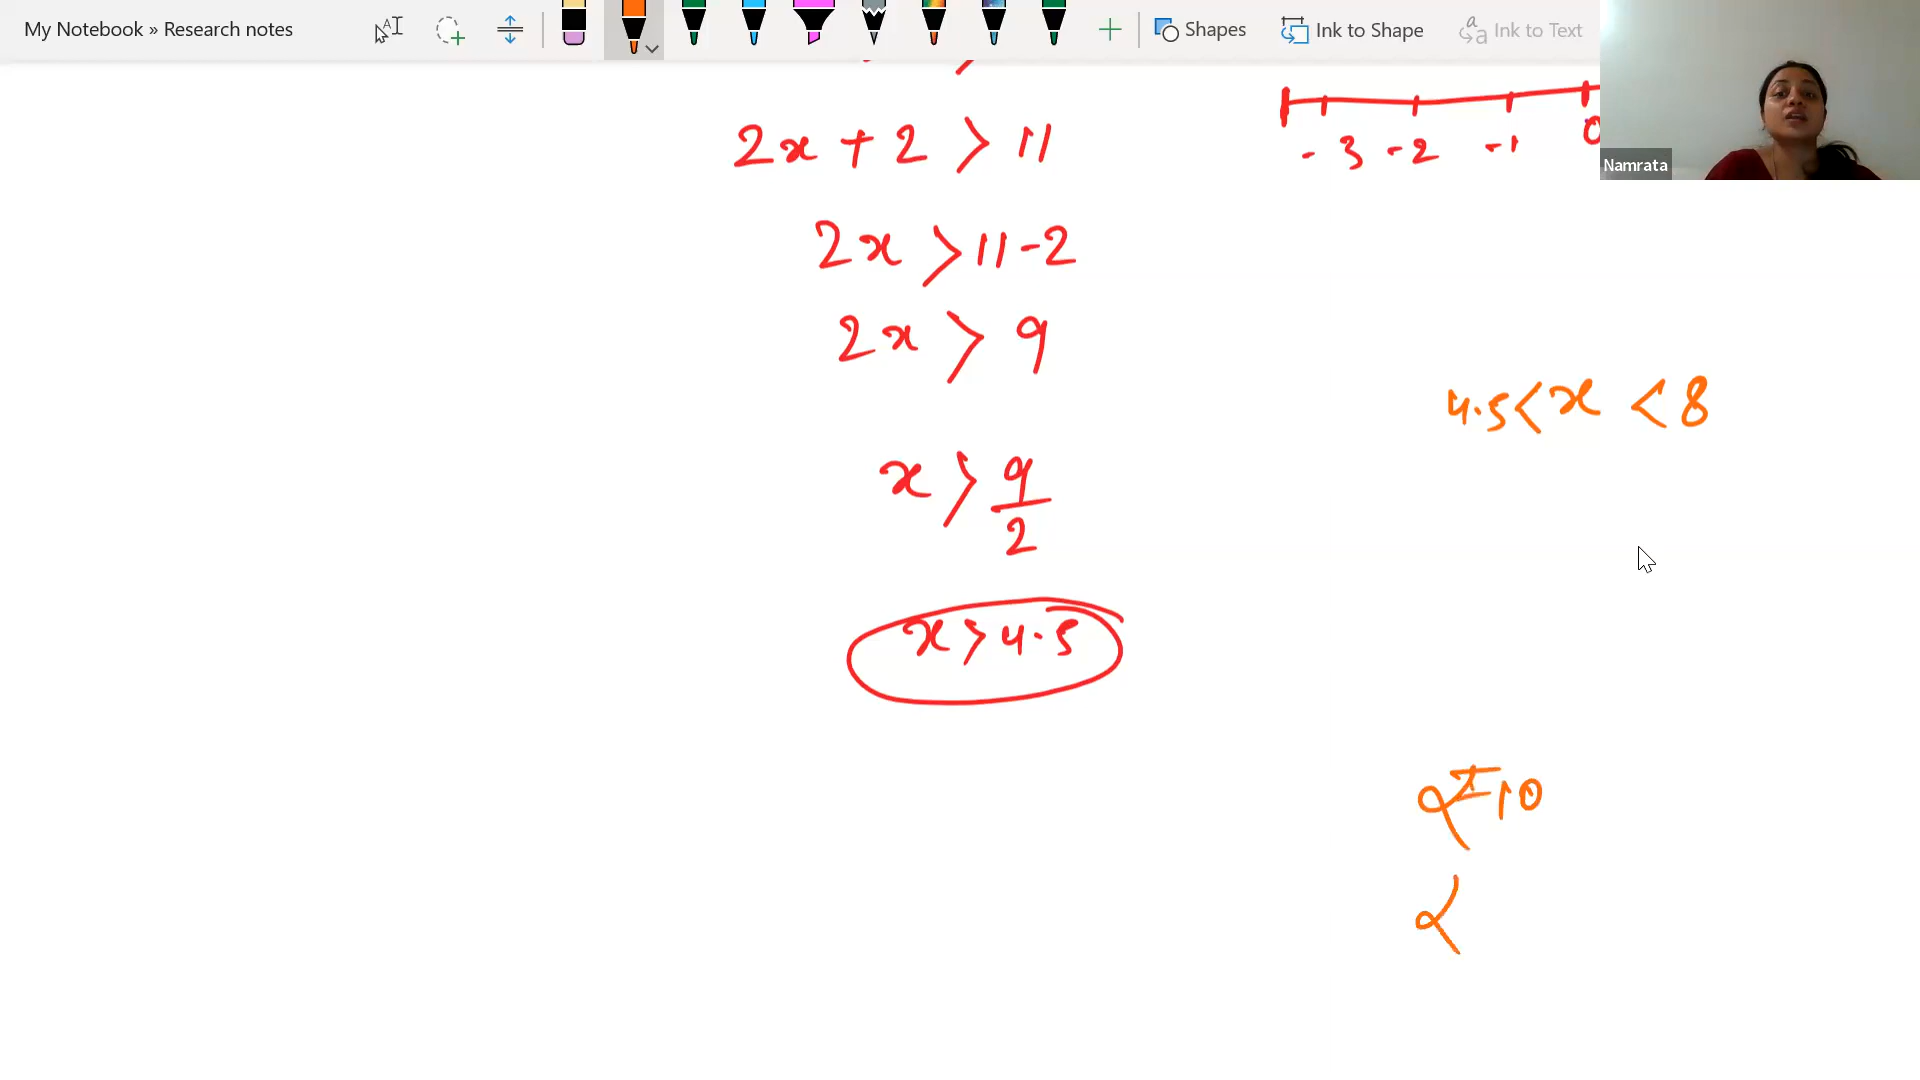 My Notebook » Research notes
Shapes
Ink to Shape
Ink to Text
Namrata
2x + 2 > 11
-3 -2 -1 0
2x > 11-2
2x > 9
4.5 < x < 8
x > 9/2
x > 4.5